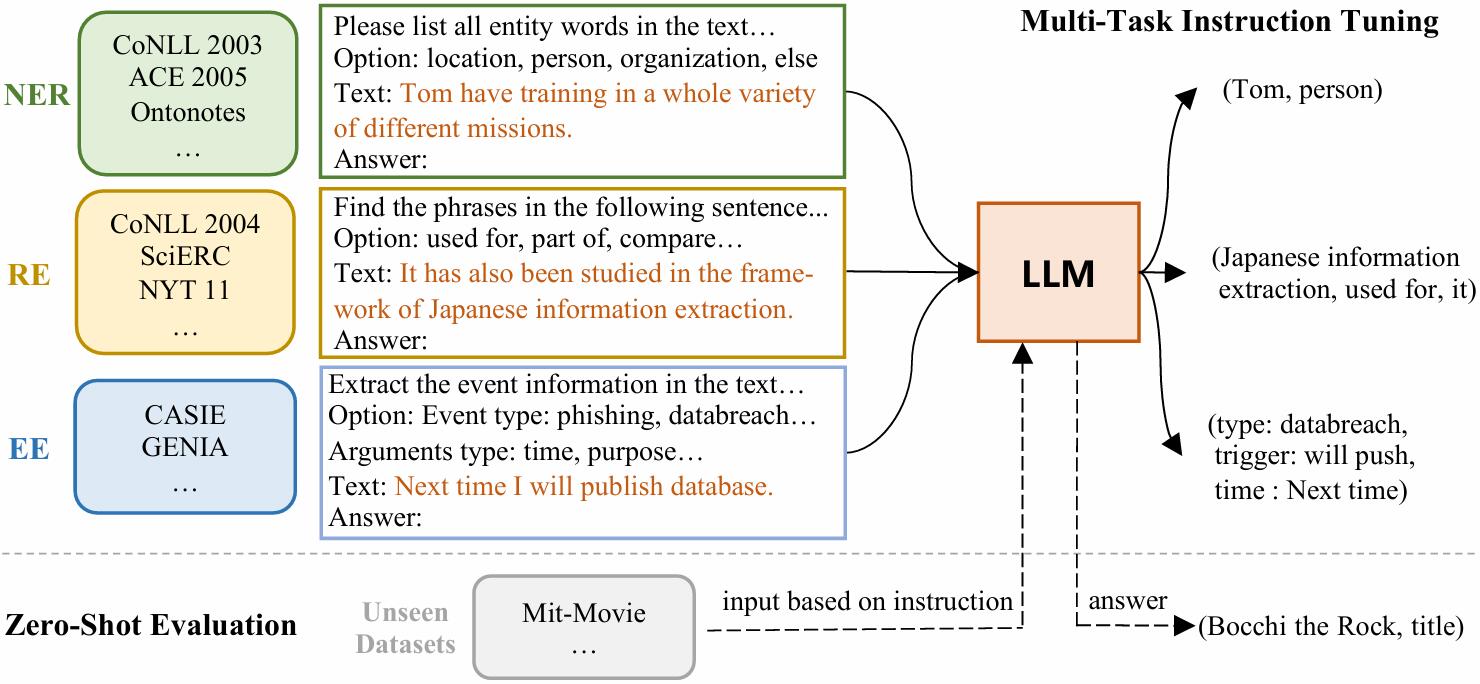 Multi-Task Instruction Tuning
NER
CoNLL 2003
ACE 2005
Ontonotes
…
Please list all entity words in the text…
Option: location, person, organization, else
Text: Tom have training in a whole variety
of different missions.
Answer:
(Tom, person)
RE
CoNLL 2004
SciERC
NYT 11
…
Find the phrases in the following sentence...
Option: used for, part of, compare…
Text: It has also been studied in the frame-
work of Japanese information extraction.
Answer:
LLM
(Japanese information
extraction, used for, it)
EE
CASIE
GENIA
…
Extract the event information in the text…
Option: Event type: phishing, databreach…
Arguments type: time, purpose…
Text: Next time I will publish database.
Answer:
(type: databreach,
trigger: will push,
time : Next time)
Zero-Shot Evaluation
Unseen
Datasets
Mit-Movie
…
input based on instruction
answer
(Bocchi the Rock, title)